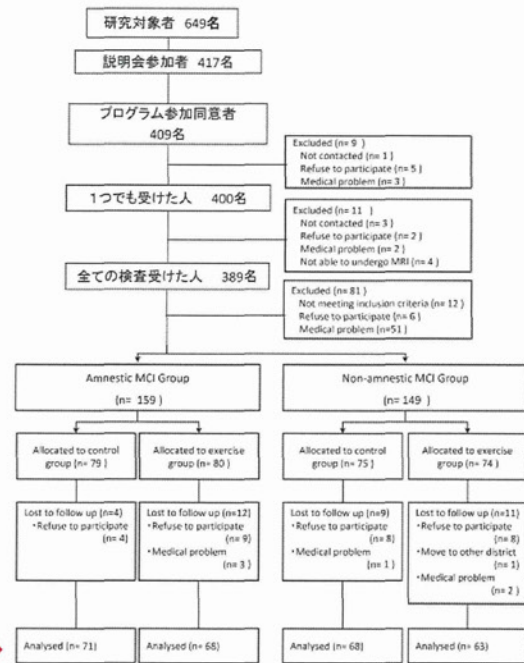 研究対象者 649名
説明会参加者 417名
プログラム参加同意者
409名
Excluded (n= 9 )
Not contacted (n= 1 )
Refuse to participate (n= 5 )
Medical problem (n= 3 )
1つでも受けた人 400名
Excluded (n= 11 )
Not contacted (n= 3 )
Refuse to participate (n= 2 )
Medical problem (n= 2 )
Not able to undergo MRI (n= 4 )
全ての検査受けた人 389名
Excluded (n= 81 )
Not meeting inclusion criteria (n= 12 )
Refuse to participate (n= 6 )
Medical problem (n=51 )
Amnestic MCI Group
(n= 159 )
Non-amnestic MCI Group
(n= 149 )
Allocated to control
group (n= 79 )
Allocated to exercise
group (n= 80 )
Allocated to control
group (n= 75 )
Allocated to exercise
group (n= 74 )
Lost to follow up (n=4)
・Refuse to participate
(n= 4)
Lost to follow up (n=12)
・Refuse to participate
(n= 9)
・Medical problem
(n= 3 )
Lost to follow up (n=9)
・Refuse to participate
(n= 8)
・Medical problem
(n= 1 )
Lost to follow up (n=11)
・Refuse to participate
(n= 8)
・Move to other district
(n= 1)
・Medical problem
(n= 2 )
Analysed (n= 71 )
Analysed (n= 68 )
Analysed (n= 68 )
Analysed (n= 63 )